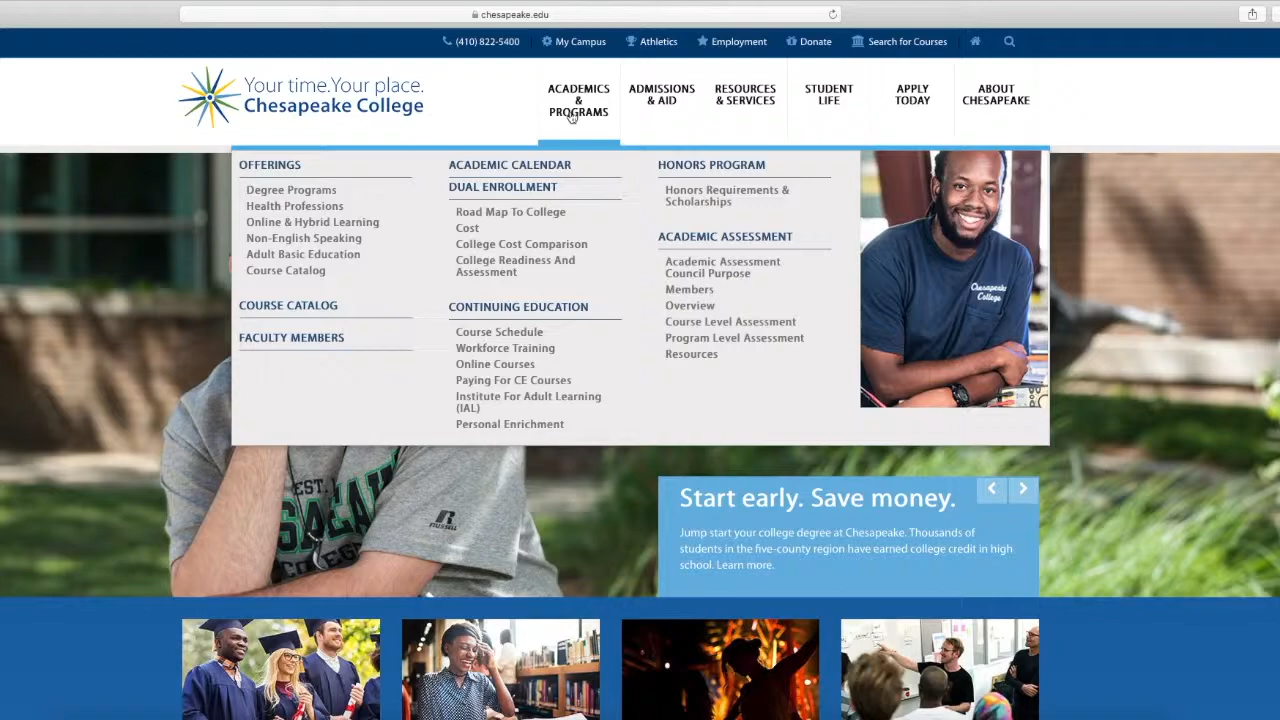 chesapeake.edu
(410) 822-5400 My Campus Athletics Employment Donate Search for Courses
Your time.Your place.
Chesapeake College
ACADEMICS
&
PROGRAMS
ADMISSIONS
& AID
RESOURCES
& SERVICES
STUDENT
LIFE
APPLY
TODAY
ABOUT
CHESAPEAKE
OFFERINGS
Degree Programs
Health Professions
Online & Hybrid Learning
Non-English Speaking
Adult Basic Education
Course Catalog
COURSE CATALOG
FACULTY MEMBERS
ACADEMIC CALENDAR
DUAL ENROLLMENT
Road Map To College
Cost
College Cost Comparison
College Readiness And
Assessment
CONTINUING EDUCATION
Course Schedule
Workforce Training
Online Courses
Paying For CE Courses
Institute For Adult Learning
(IAL)
Personal Enrichment
HONORS PROGRAM
Honors Requirements &
Scholarships
ACADEMIC ASSESSMENT
Academic Assessment
Council Purpose
Members
Overview
Course Level Assessment
Program Level Assessment
Resources
Chesapeake
College
EST. 1
RUSSELL
COLLEGE
Start early. Save money.
Jump start your college degree at Chesapeake. Thousands of
students in the five-county region have earned college credit in high
school. Learn more.